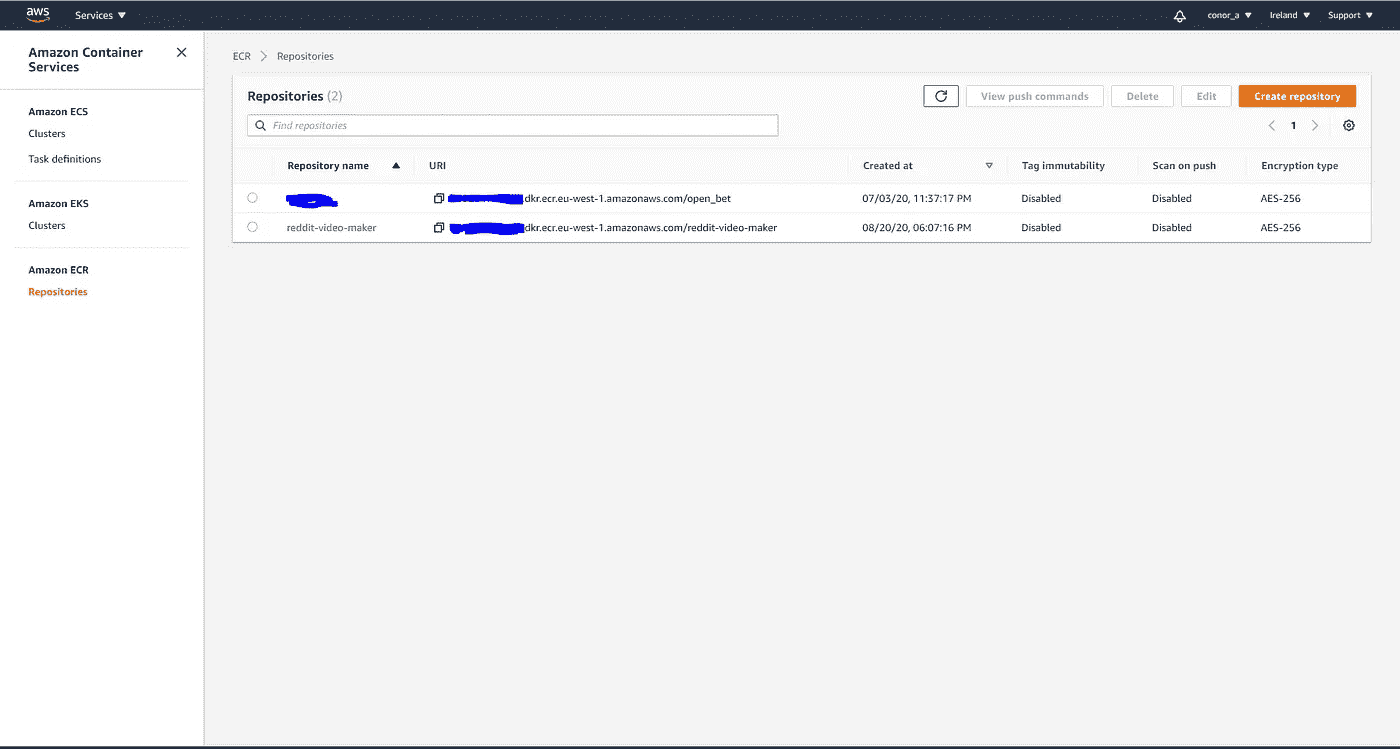 aws Services conor_a Ireland Support
Amazon Container
Services
Amazon ECS
Clusters
Task definitions
Amazon EKS
Clusters
Amazon ECR
Repositories
ECR Repositories
Repositories (2) View push commands Delete Edit Create repository
Find repositories 1
Repository name URI Created at Tag immutability Scan on push Encryption type
dkr.ecr.eu-west-1.amazonaws.com/open_bet 07/03/20, 11:37:17 PM Disabled Disabled AES-256
reddit-video-maker dkr.ecr.eu-west-1.amazonaws.com/reddit-video-maker 08/20/20, 06:07:16 PM Disabled Disabled AES-256